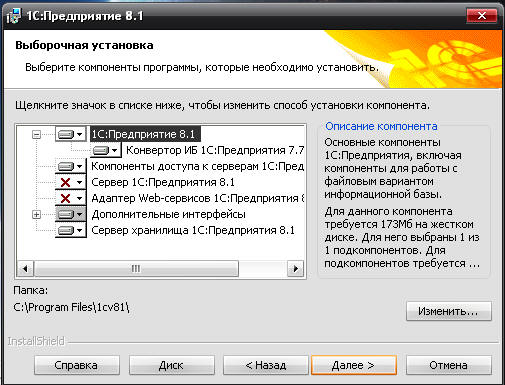 1С:Предприятие 8.1
Выборочная установка
Выберите компоненты программы, которые необходимо установить.
Щелкните значок в списке ниже, чтобы изменить способ установки компонента.
1С:Предприятие 8.1
Конвертор ИБ 1С:Предприятия 7.7
Компоненты доступа к серверам 1С:Пред
Сервер 1С:Предприятия 8.1
Адаптер Web-сервисов 1С:Предприятия 8
Дополнительные интерфейсы
Сервер хранилища 1С:Предприятия 8.1
Описание компонента
Основные компоненты
1С:Предприятия, включая
компоненты для работы с
файловым вариантом
информационной базы.
Для данного компонента
требуется 173Мб на жестком
диске. Для него выбраны 1 из
1 подкомпонентов. Для
подкомпонентов требуется ...
Папка:
C:\Program Files\1cv81\
Изменить...
InstallShield
Справка
Диск
< Назад
Далее >
Отмена